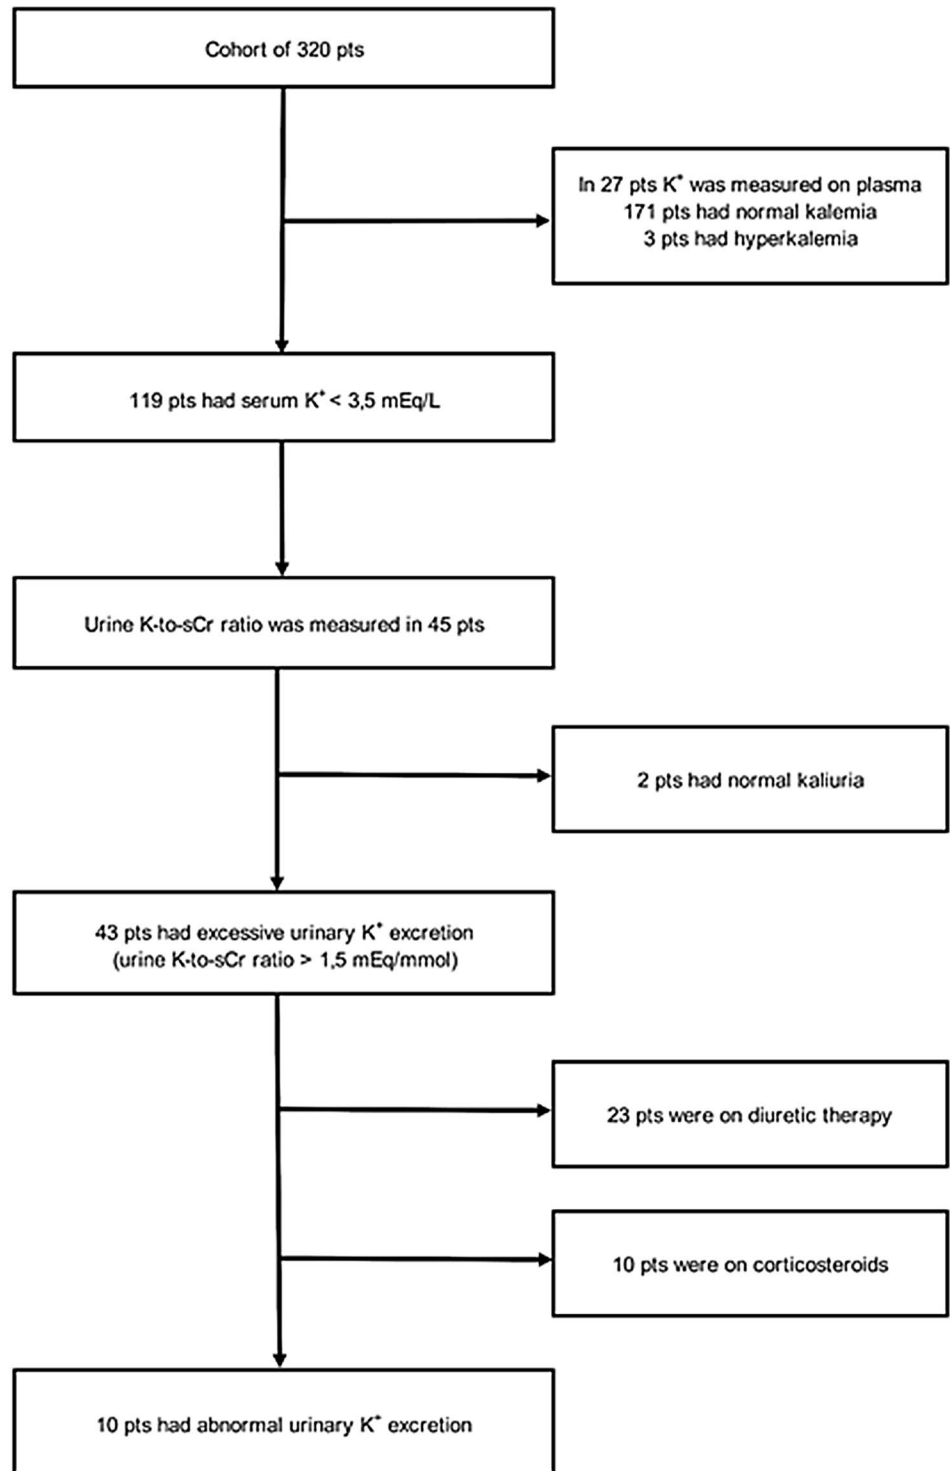 Cohort of 320 pts
In 27 pts K⁺ was measured on plasma
171 pts had normal kalemia
3 pts had hyperkalemia
119 pts had serum K⁺ < 3,5 mEq/L
Urine K-to-sCr ratio was measured in 45 pts
2 pts had normal kaliuria
43 pts had excessive urinary K⁺ excretion
(urine K-to-sCr ratio > 1,5 mEq/mmol)
23 pts were on diuretic therapy
10 pts were on corticosteroids
10 pts had abnormal urinary K⁺ excretion